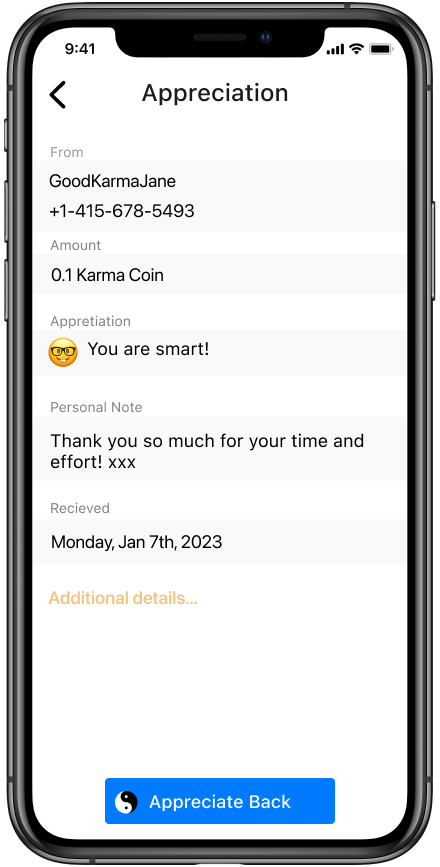 9:41
Appreciation
From
GoodKarmaJane
+1-415-678-5493
Amount
0.1 Karma Coin
Appretiation
You are smart!
Personal Note
Thank you so much for your time and
effort! xxx
Recieved
Monday, Jan 7th, 2023
Additional details...
Appreciate Back